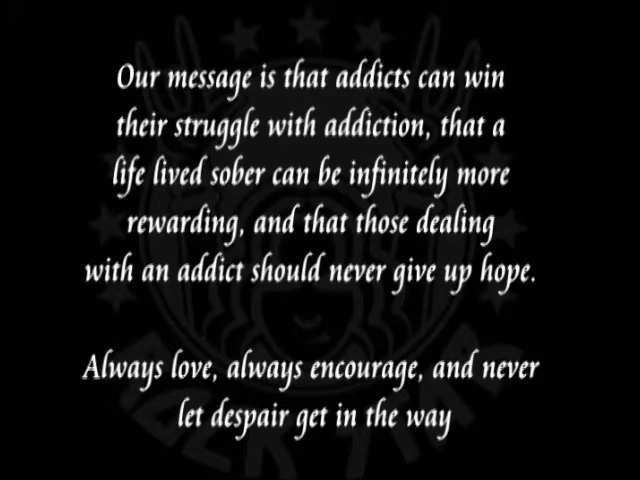 Our message is that addicts can win
their struggle with addiction, that a
life lived sober can be infinitely more
rewarding, and that those dealing
with an addict should never give up hope.
Always love, always encourage, and never
let despair get in the way